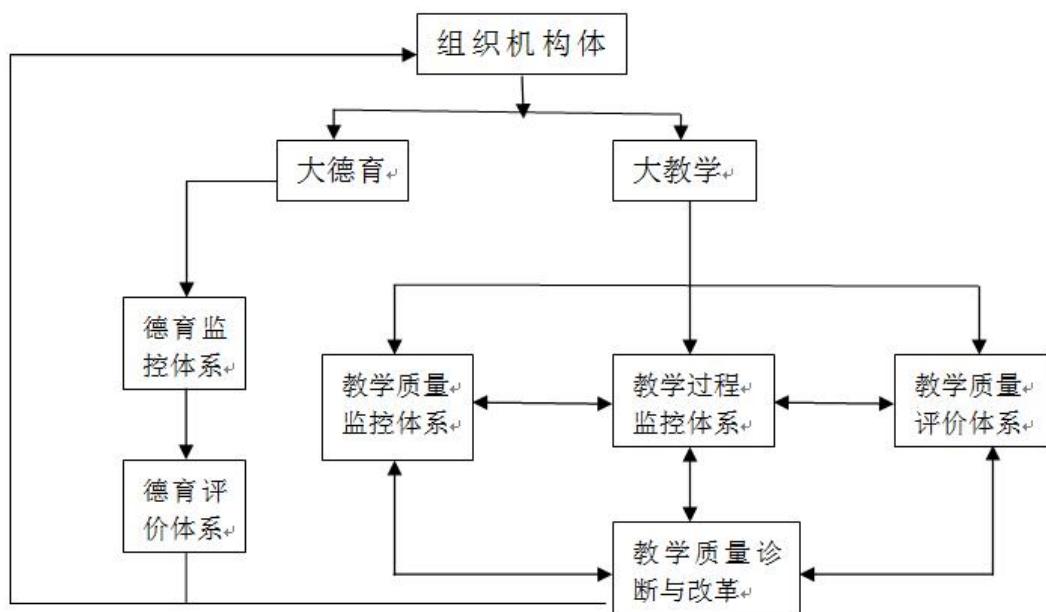 组织机构体
大德育
大教学
德育监
控体系
教学质量
监控体系
教学过程
监控体系
教学质量
评价体系
德育评
价体系
教学质量诊
断与改革